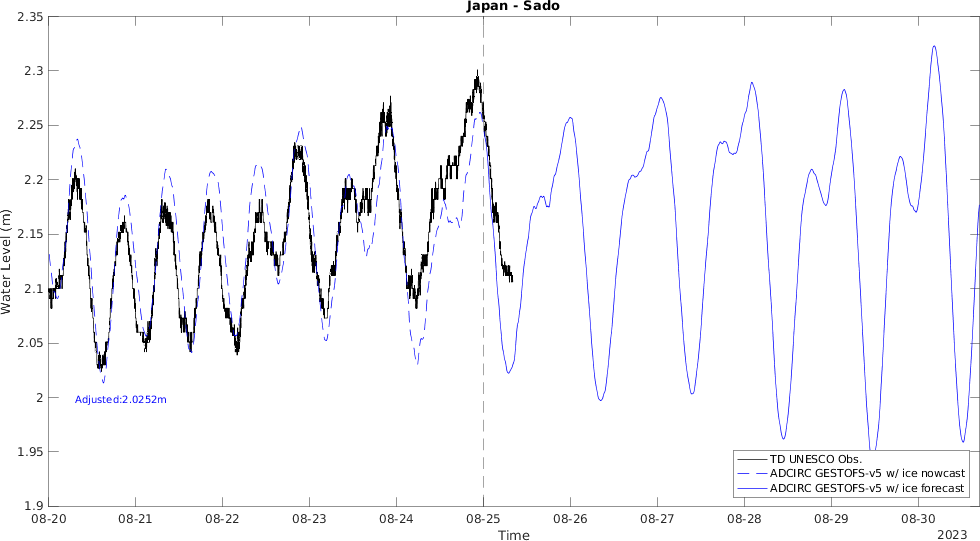 Japan - Sado
2.35
2.3
2.25
2.2
2.15
2.1
2.05
2
1.95
1.9
Water Level (m)
Adjusted:2.0252m
TD UNESCO Obs.
ADCIRC GESTOFS-v5 w/ ice nowcast
ADCIRC GESTOFS-v5 w/ ice forecast
08-20 08-21 08-22 08-23 08-24 08-25 08-26 08-27 08-28 08-29 08-30
Time
2023